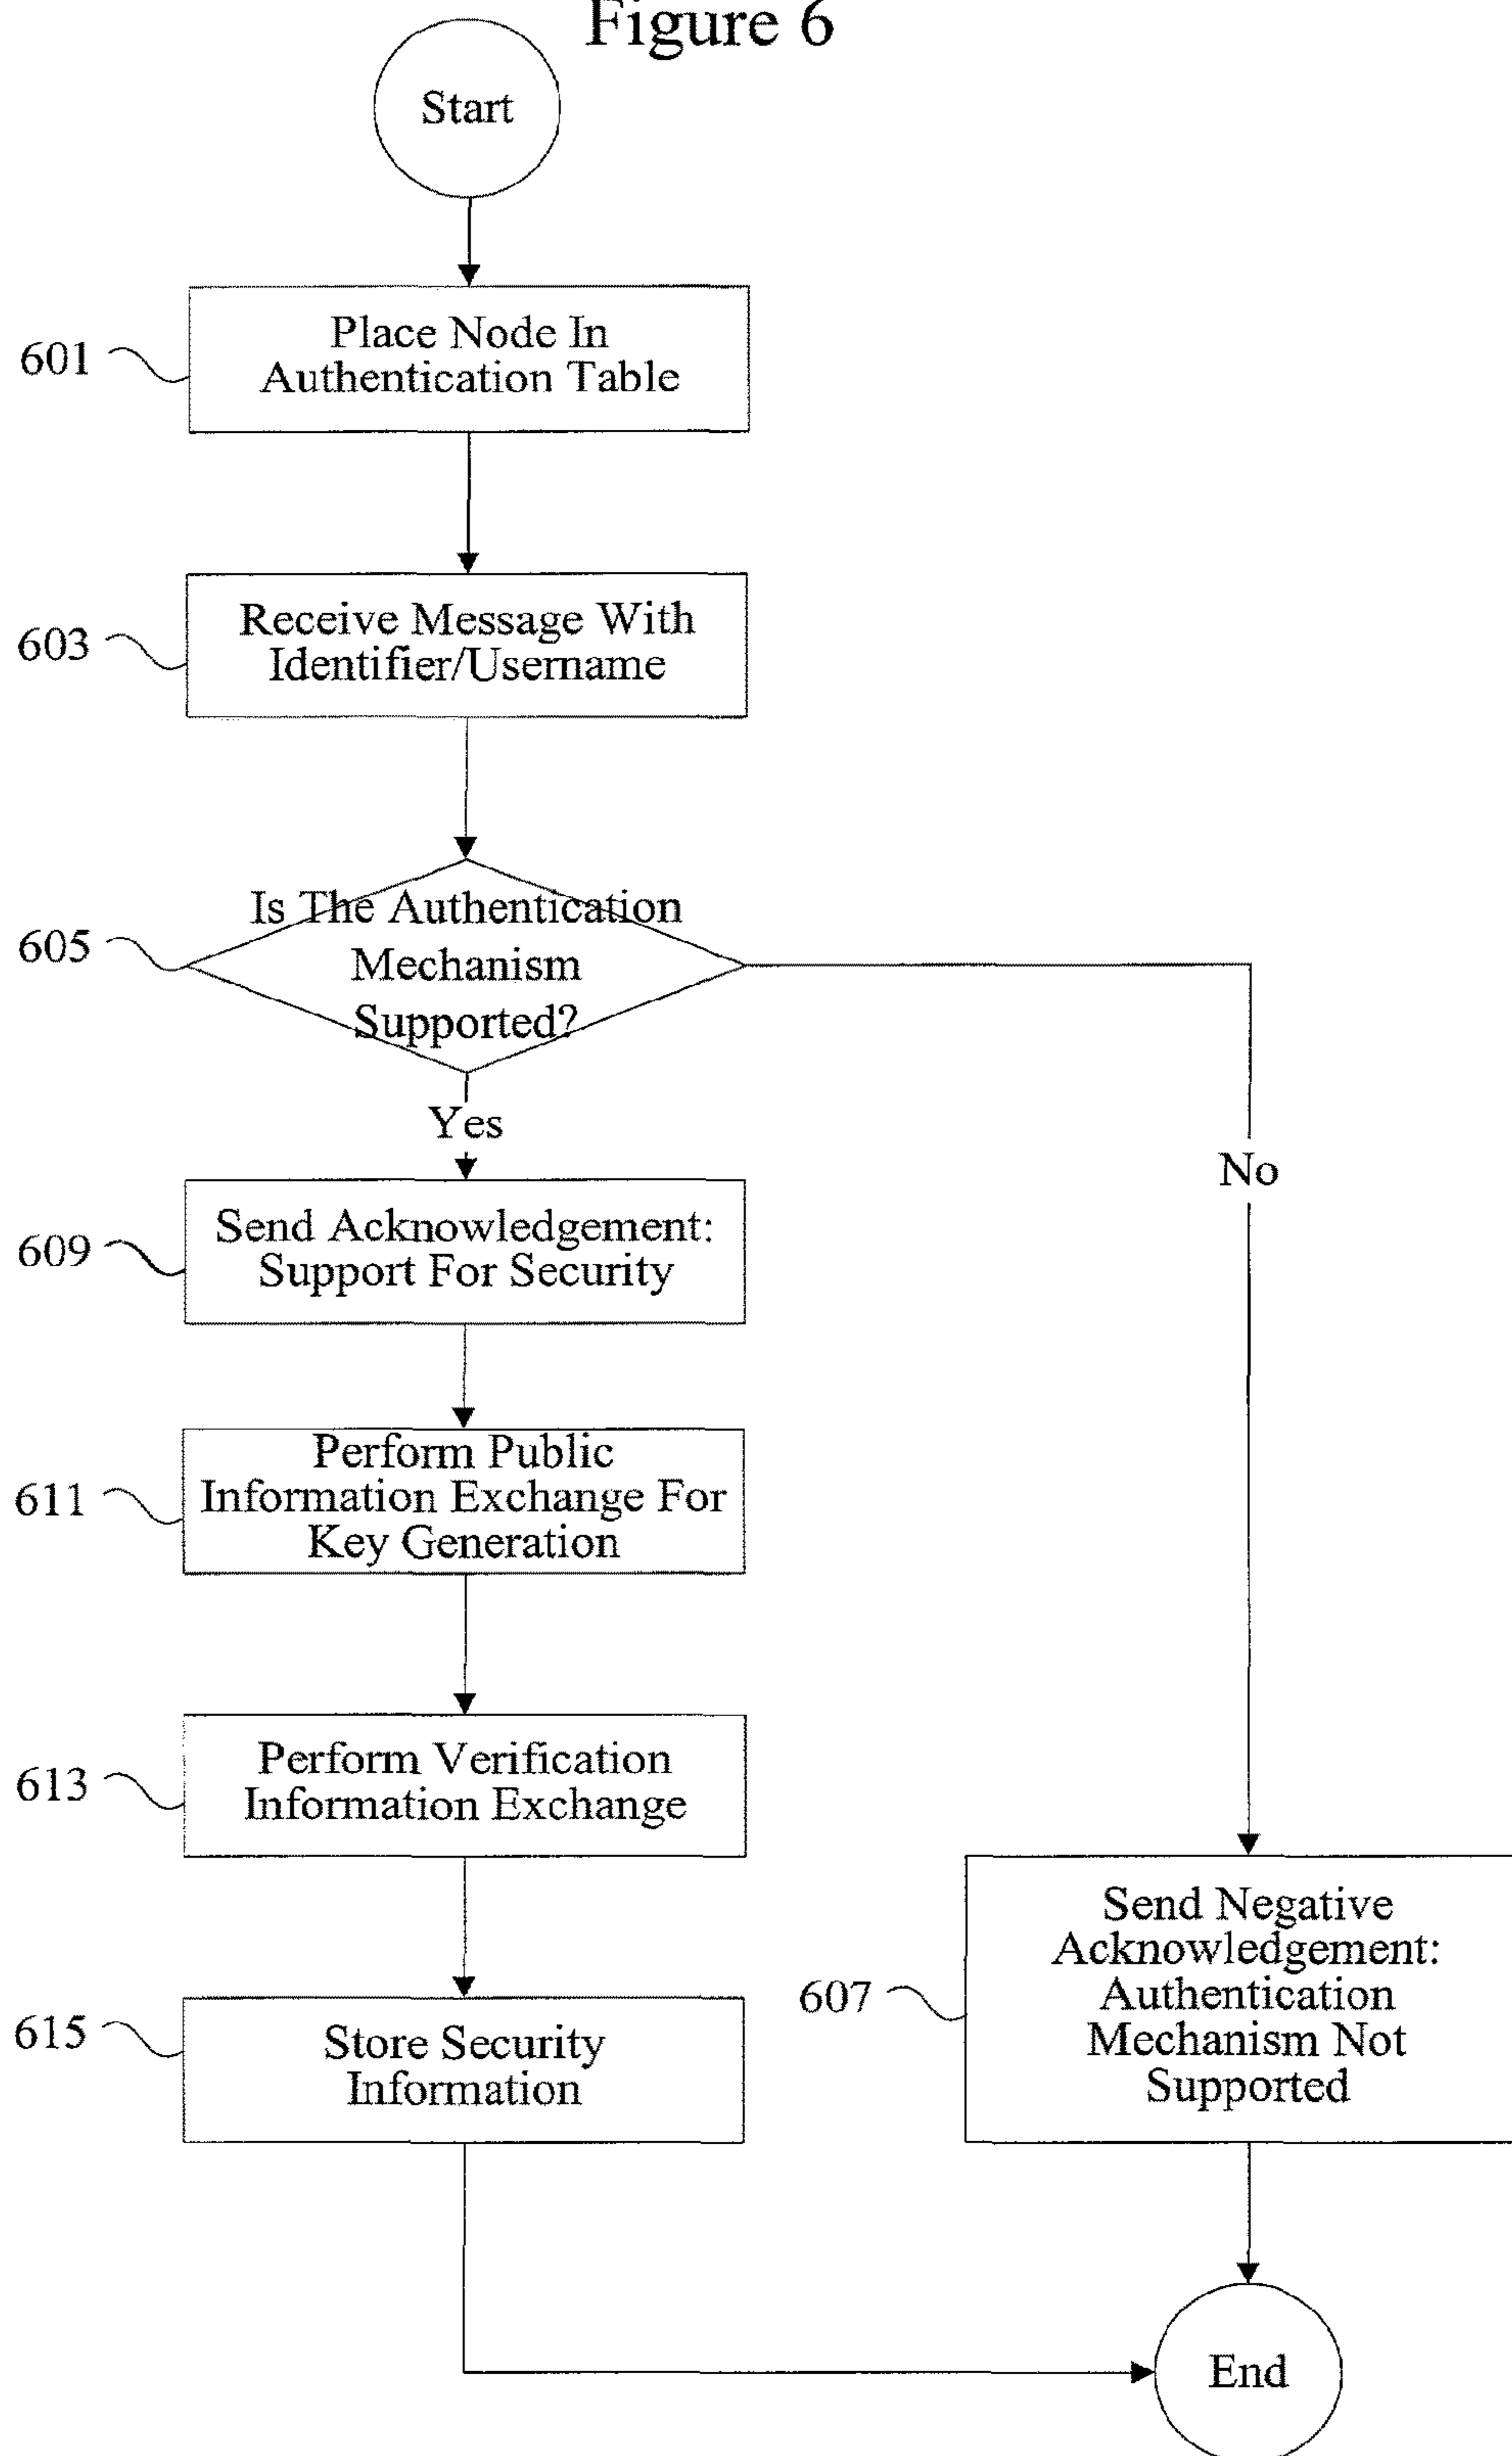 Figure 6
Start
601
Place Node In
Authentication Table
603
Receive Message With
Identifier/Username
605
Is The Authentication
Mechanism
Supported?
Yes
No
609
Send Acknowledgement:
Support For Security
611
Perform Public
Information Exchange For
Key Generation
613
Perform Verification
Information Exchange
615
Store Security
Information
607
Send Negative
Acknowledgement:
Authentication
Mechanism Not
Supported
End